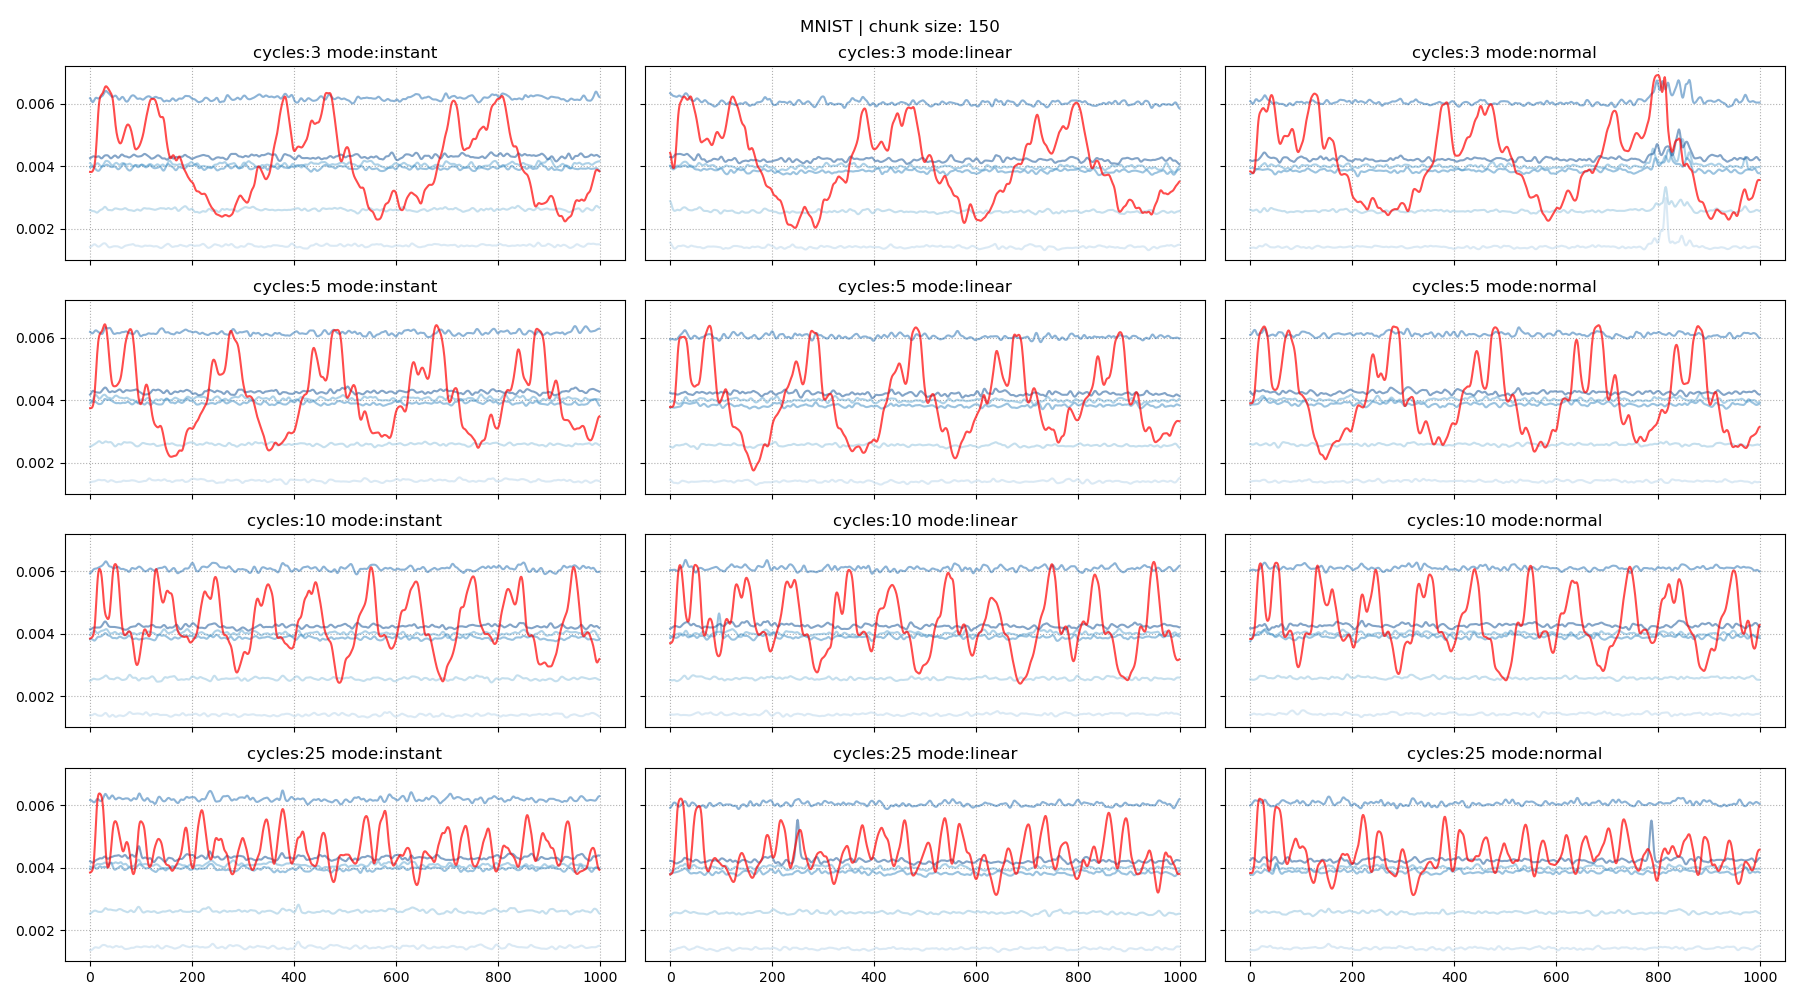 MNIST | chunk size: 150
cycles:3 mode:instant
cycles:3 mode:linear
cycles:3 mode:normal
0.006
0.004
0.002
cycles:5 mode:instant
cycles:5 mode:linear
cycles:5 mode:normal
0.006
0.004
0.002
cycles:10 mode:instant
cycles:10 mode:linear
cycles:10 mode:normal
0.006
0.004
0.002
cycles:25 mode:instant
cycles:25 mode:linear
cycles:25 mode:normal
0.006
0.004
0.002
0 200 400 600 800 1000
0 200 400 600 800 1000
0 200 400 600 800 1000